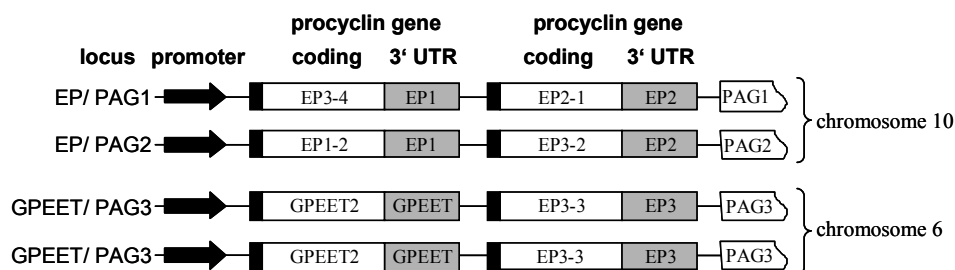 procyclin gene procyclin gene
locus promoter coding 3‘ UTR coding 3‘ UTR
EP/ PAG1 EP3-4 EP1 EP2-1 EP2 PAG1
EP/ PAG2 EP1-2 EP1 EP3-2 EP2 PAG2
chromosome 10
GPEET/ PAG3 GPEET2 GPEET EP3-3 EP3 PAG3
GPEET/ PAG3 GPEET2 GPEET EP3-3 EP3 PAG3
chromosome 6